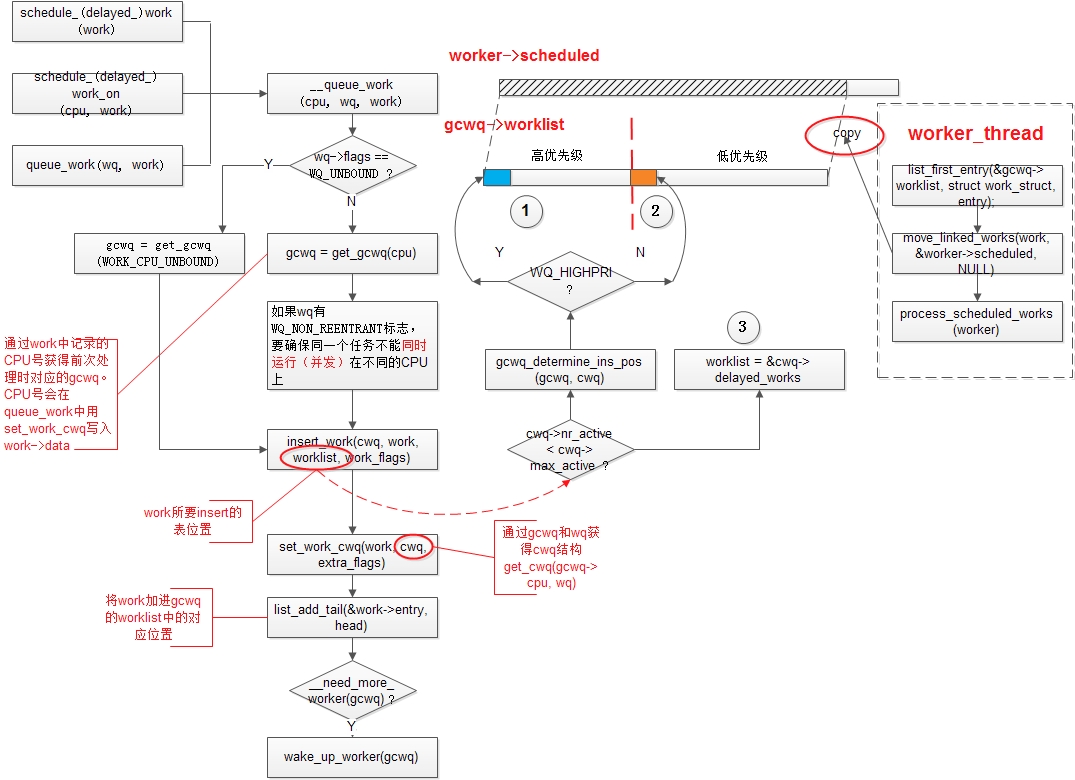 schedule_(delayed_)work
(work)
schedule_(delayed_)
work_on
(cpu, work)
queue_work(wq, work)
__queue_work
(cpu, wq, work)
wq->flags ==
WQ_UNBOUND ？
Y
N
gcwq = get_gcwq
(WORK_CPU_UNBOUND)
gcwq = get_gcwq(cpu)
如果wq有
WQ_NON_REENTRANT标志，
要确保同一个任务不能同时
运行（并发）在不同的CPU
上
通过work中记录的
CPU号获得前次处
理时对应的gcwq。
CPU号会在
queue_work中用
set_work_cwq写入
work->data
insert_work(cwq, work,
worklist, work_flags)
work所要insert的
表位置
set_work_cwq(work, cwq,
extra_flags)
通过gcwq和wq获
得cwq结构
get_cwq(gcwq->
cpu, wq)
将work加进gcwq
的worklist中的对
应位置
list_add_tail(&work->entry,
head)
__need_more_
worker(gcwq)？
Y
wake_up_worker(gcwq)
worker->scheduled
gcwq->worklist
高优先级
低优先级
copy
1
2
Y
N
WQ_HIGHPRI
？
3
gcwq_determine_ins_pos
(gcwq, cwq)
worklist = &cwq->
delayed_works
cwq->nr_active
< cwq->
max_active ？
worker_thread
list_first_entry(&gcwq->
worklist, struct work_struct,
entry);
move_linked_works(work,
&worker->scheduled,
NULL)
process_scheduled_works
(worker)